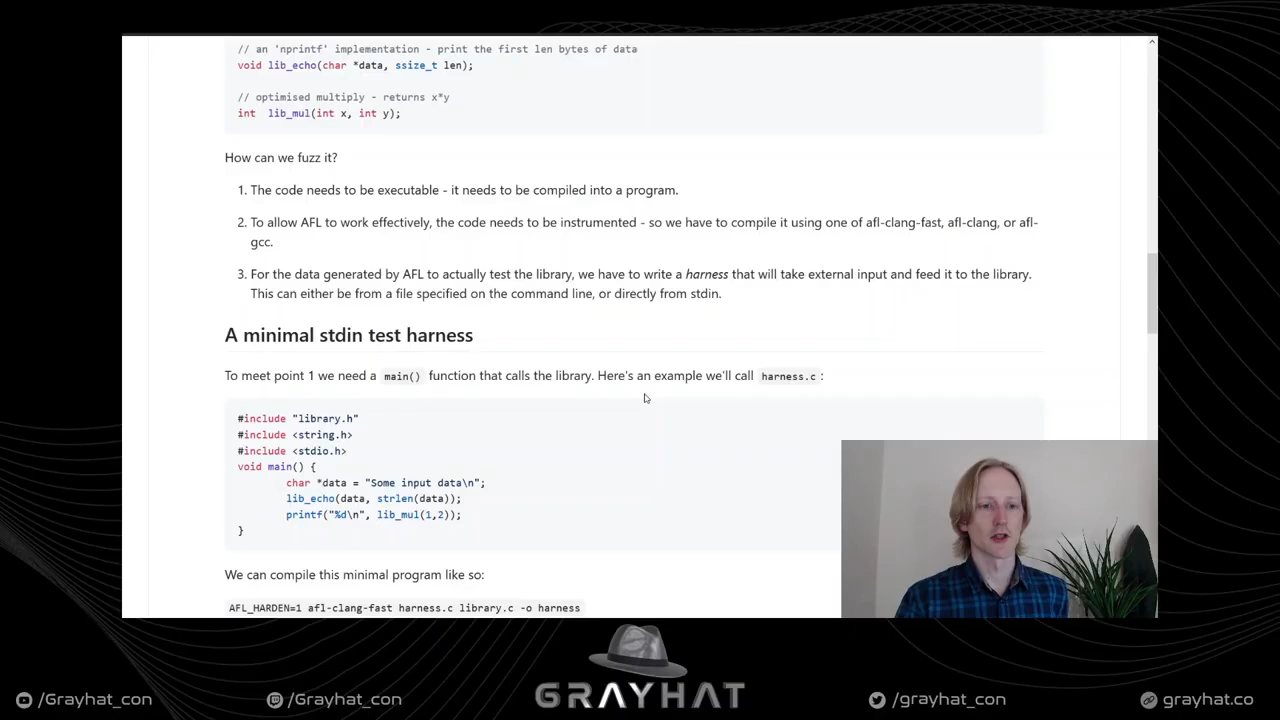 // an 'nprintf' implementation - print the first len bytes of data
void lib_echo(char *data, ssize_t len);
// optimised multiply - returns x*y
int  lib_mul(int x, int y);
How can we fuzz it?
1. The code needs to be executable - it needs to be compiled into a program.
2. To allow AFL to work effectively, the code needs to be instrumented - so we have to compile it using one of afl-clang-fast, afl-clang, or afl-
gcc.
3. For the data generated by AFL to actually test the library, we have to write a harness that will take external input and feed it to the library.
This can either be from a file specified on the command line, or directly from stdin.
A minimal stdin test harness
To meet point 1 we need a main() function that calls the library. Here's an example we'll call harness.c :
#include "library.h"
#include <string.h>
#include <stdio.h>
void main() {
char *data = "Some input data\n";
lib_echo(data, strlen(data));
printf("%d\n", lib_mul(1,2));
}
We can compile this minimal program like so:
AFL_HARDEN=1 afl-clang-fast harness.c library.c -o harness
GRAYHAT
/Grayhat_con
/Grayhat_con
/grayhat_con
grayhat.co